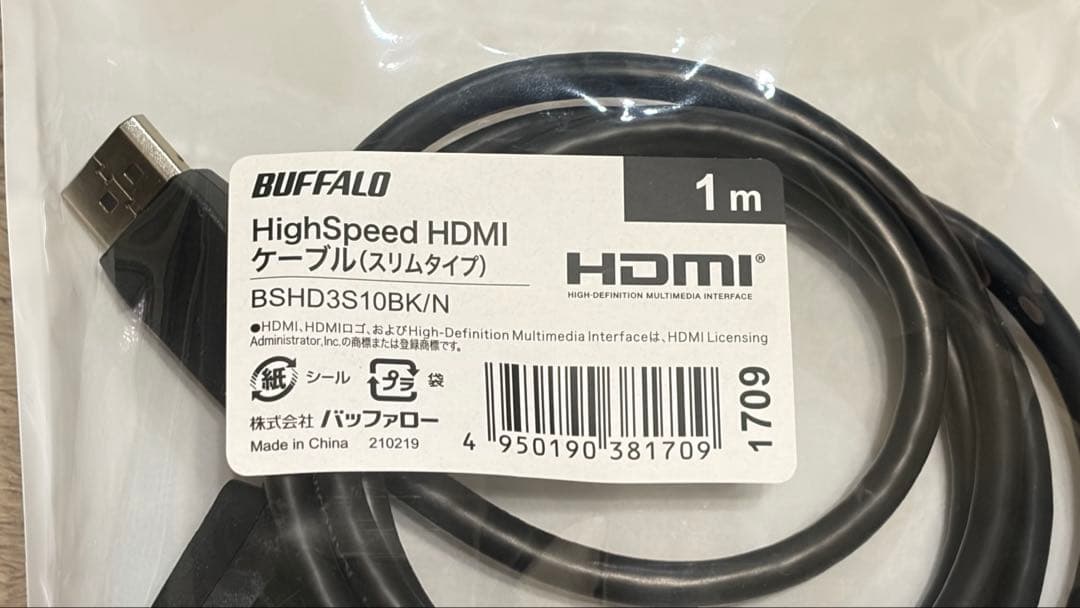 BUFFALO
1m
HighSpeed HDMI
ケーブル(スリムタイプ)
HDMI®
HIGH-DEFINITION MULTIMEDIA INTERFACE
BSHD3S10BK/N
●HDMI、HDMIロゴ、およびHigh-Definition Multimedia Interfaceは、HDMI Licensing
Administrator,Inc.の商標または登録商標です。
紙 シール プラ 袋
株式会社 バッファロー
Made in China 210219
4 950190 381709
1709